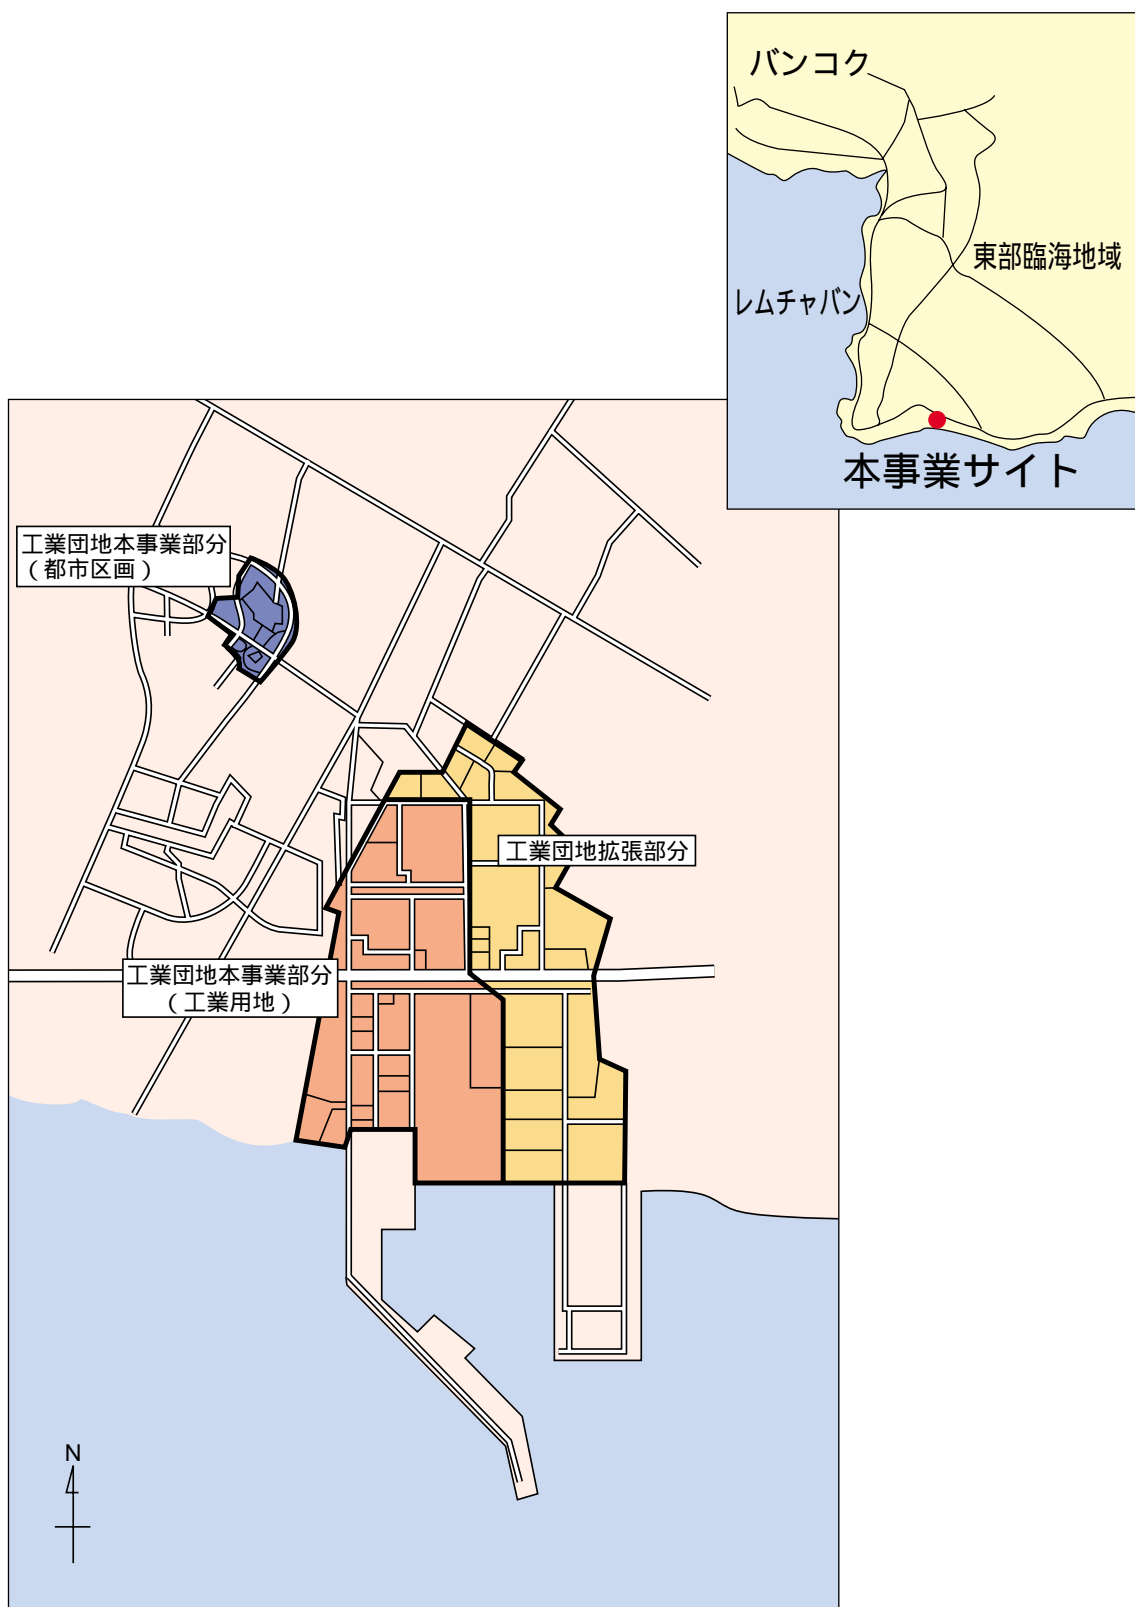 バンコク
東部臨海地域
レムチャバン
本事業サイト
工業団地本事業部分
（都市区画）
工業団地拡張部分
工業団地本事業部分
（工業用地）
N